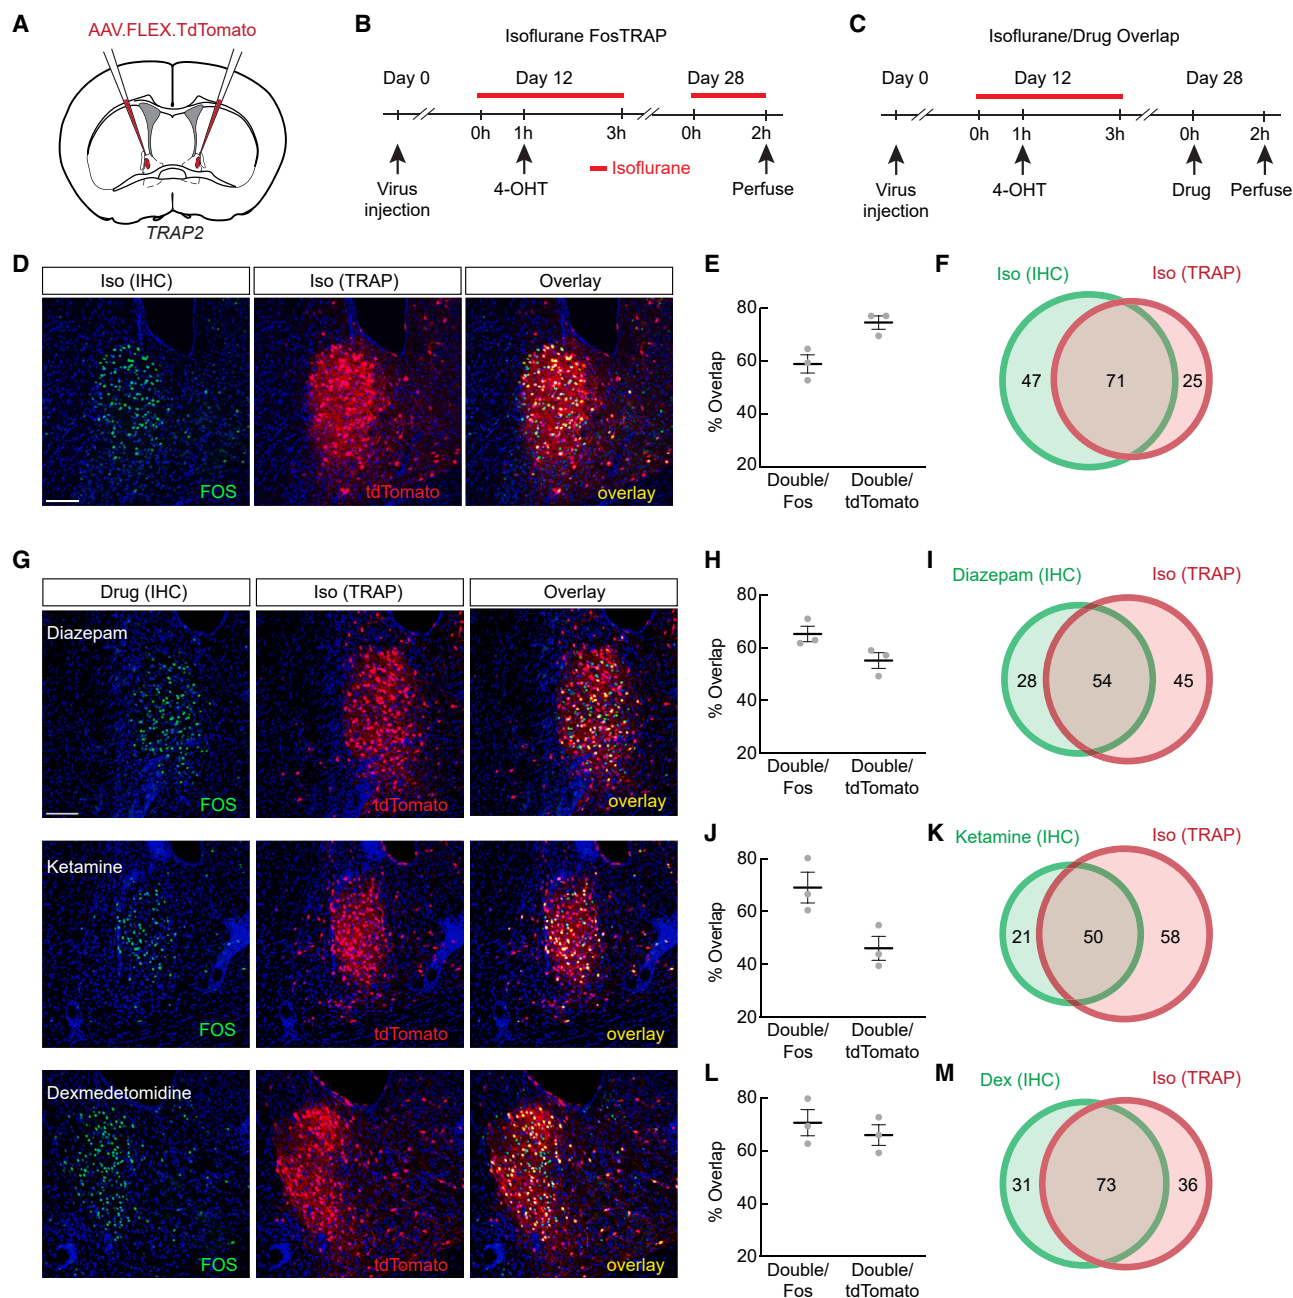 A
AAV.FLEX.TdTomato
TRAP2
B
Isoflurane FosTRAP
Day 0
Day 12
Day 28
0h
1h
3h
0h
2h
Virus
injection
4-OHT
Isoflurane
Perfuse
C
Isoflurane/Drug Overlap
Day 0
Day 12
Day 28
0h
1h
3h
0h
2h
Virus
injection
4-OHT
Drug
Perfuse
D
Iso (IHC)
Iso (TRAP)
Overlay
FOS
tdTomato
overlay
E
% Overlap
80
60
40
20
Double/
Fos
Double/
tdTomato
F
Iso (IHC)
Iso (TRAP)
47
71
25
G
Drug (IHC)
Iso (TRAP)
Overlay
Diazepam
FOS
tdTomato
overlay
Ketamine
FOS
tdTomato
overlay
Dexmedetomidine
FOS
tdTomato
overlay
H
% Overlap
80
60
40
20
Double/
Fos
Double/
tdTomato
I
Diazepam (IHC)
Iso (TRAP)
28
54
45
J
% Overlap
80
60
40
20
Double/
Fos
Double/
tdTomato
K
Ketamine (IHC)
Iso (TRAP)
21
50
58
L
% Overlap
80
60
40
20
Double/
Fos
Double/
tdTomato
M
Dex (IHC)
Iso (TRAP)
31
73
36